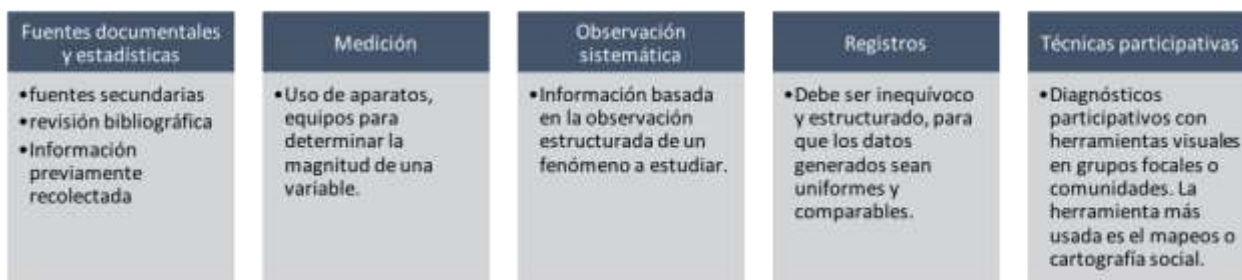 Fuentes documentales
y estadísticas
•fuentes secundarias
•revisión bibliográfica
•Información
previamente
recolectada
Medición
•Uso de aparatos,
equipos para
determinar la
magnitud de una
variable.
Observación
sistemática
•Información basada
en la observación
estructurada de un
fenómeno a estudiar.
Registros
•Debe ser inequívoco
y estructurado, para
que los datos
generados sean
uniformes y
comparables.
Técnicas participativas
•Diagnósticos
participativos con
herramientas visuales
en grupos focales o
comunidades. La
herramienta más
usada es el mapeos o
cartografía social.